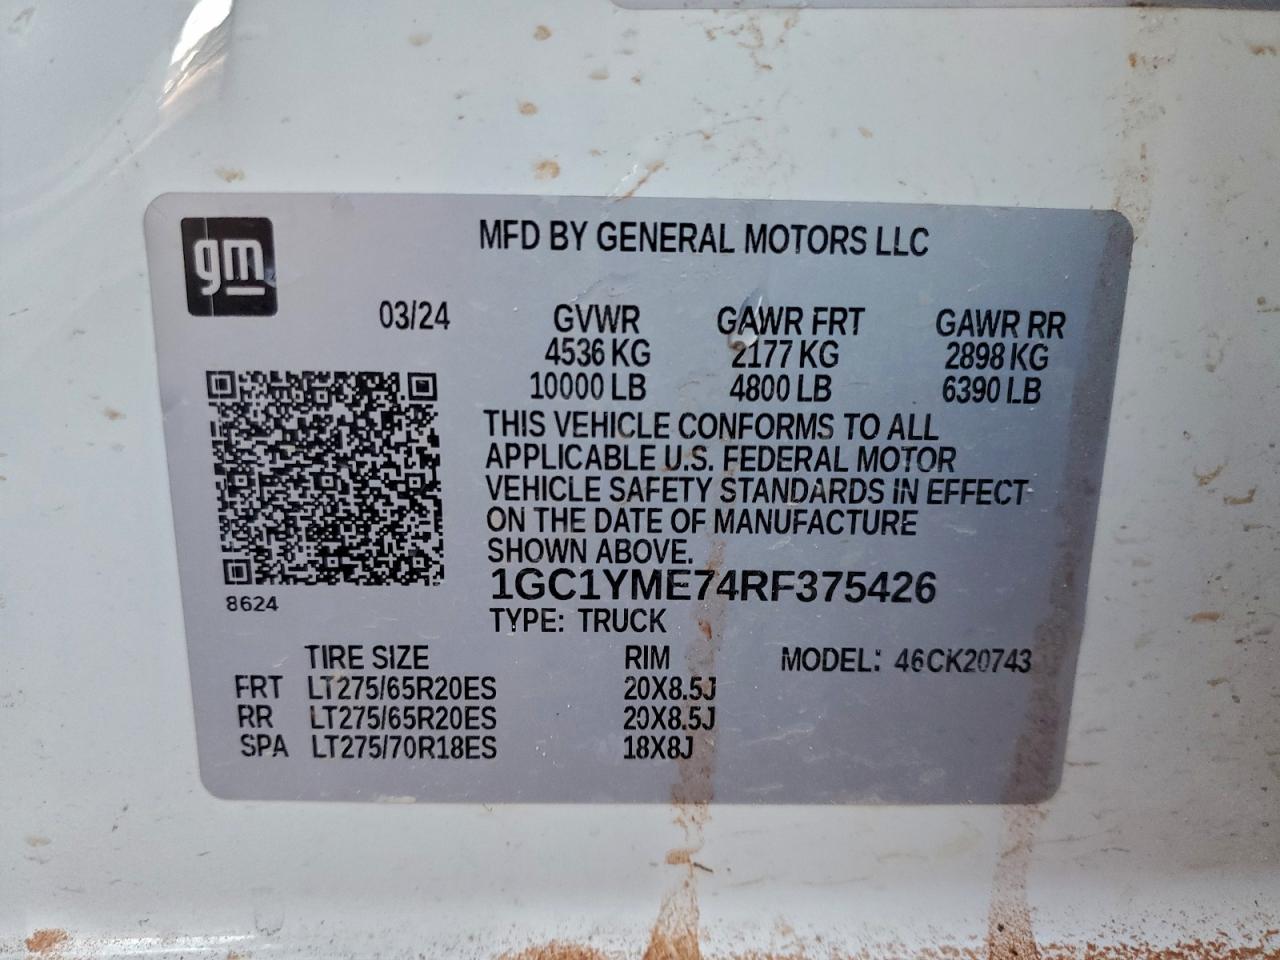 gm
MFD BY GENERAL MOTORS LLC
03/24 GVWR GAWR FRT GAWR RR
4536 KG 2177 KG 2898 KG
10000 LB 4800 LB 6390 LB
THIS VEHICLE CONFORMS TO ALL
APPLICABLE U.S. FEDERAL MOTOR
VEHICLE SAFETY STANDARDS IN EFFECT
ON THE DATE OF MANUFACTURE
SHOWN ABOVE.
1GC1YME74RF375426
8624
TYPE: TRUCK
TIRE SIZE RIM MODEL: 46CK20743
FRT LT275/65R20ES 20X8.5J
RR LT275/65R20ES 20X8.5J
SPA LT275/70R18ES 18X8J